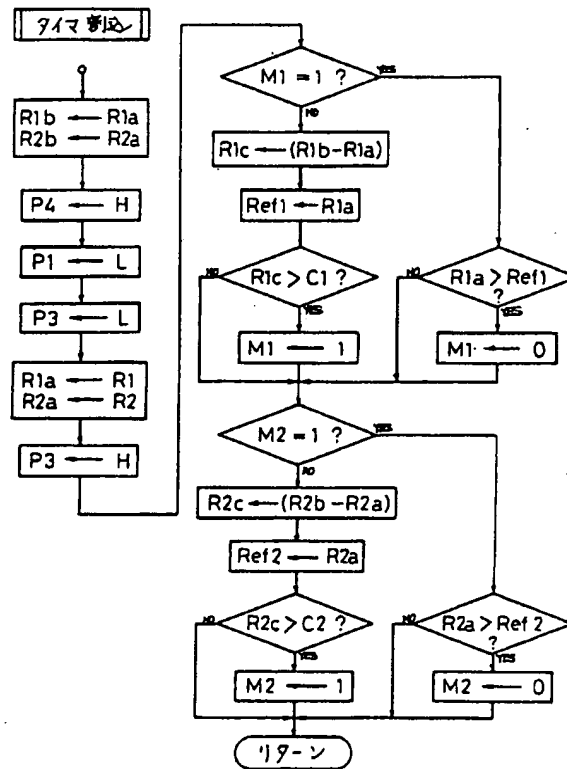 タイマ割込
R1b ← R1a
R2b ← R2a
P4 ← H
P1 ← L
P3 ← L
R1a ← R1
R2a ← R2
P3 ← H
M1 = 1 ?
YES
NO
R1c ← (R1b-R1a)
Ref1 ← R1a
R1c > C1 ?
NO
YES
M1 ← 1
R1a > Ref1
?
NO
YES
M1 ← 0
M2 = 1 ?
YES
NO
R2c ← (R2b-R2a)
Ref2 ← R2a
R2c > C2 ?
NO
YES
M2 ← 1
R2a > Ref2
?
NO
YES
M2 ← 0
リターン